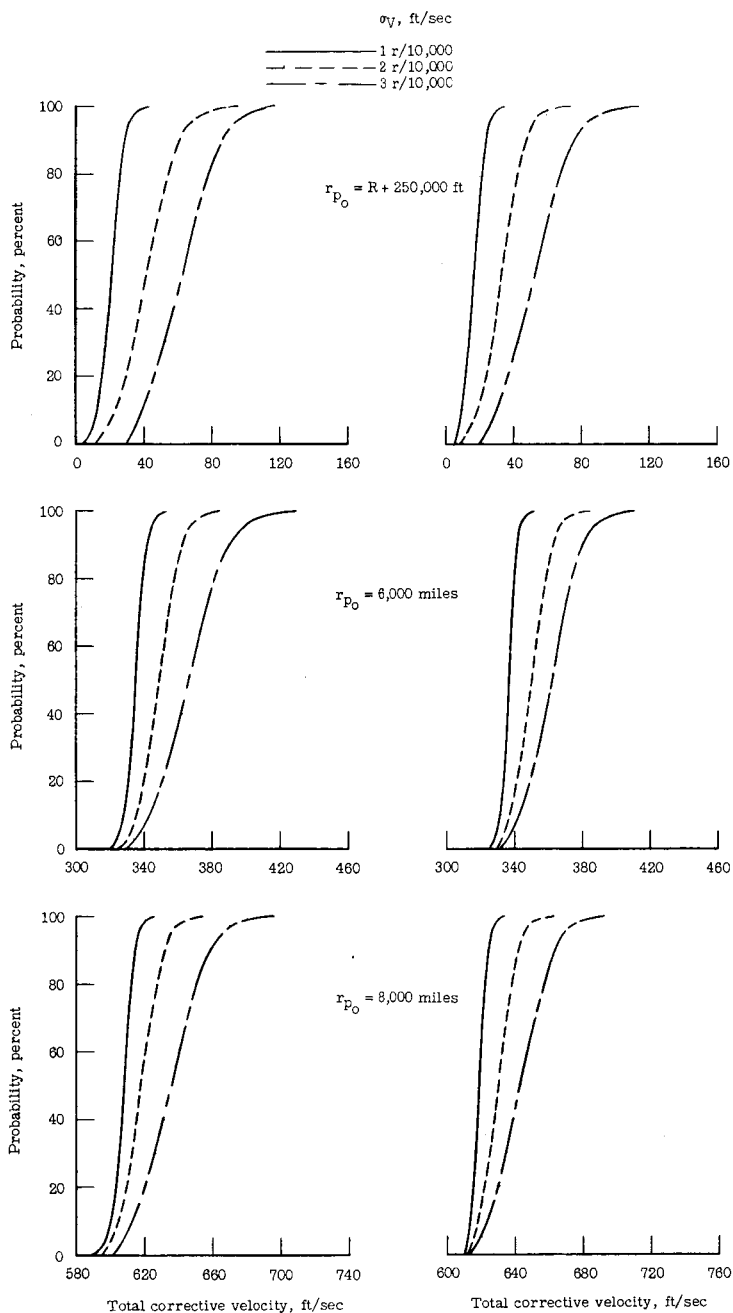 σV, ft/sec
1 r/10,000
2 r/10,000
3 r/10,000
100
80
60
40
20
0
Probability, percent
0 40 80 120 160
0 40 80 120 160
rpo = R + 250,000 ft
100
80
60
40
20
0
Probability, percent
300 340 380 420 460
300 340 380 420 460
rpo = 6,000 miles
100
80
60
40
20
0
Probability, percent
580 620 660 700 740
600 640 680 720 760
rpo = 8,000 miles
Total corrective velocity, ft/sec
Total corrective velocity, ft/sec